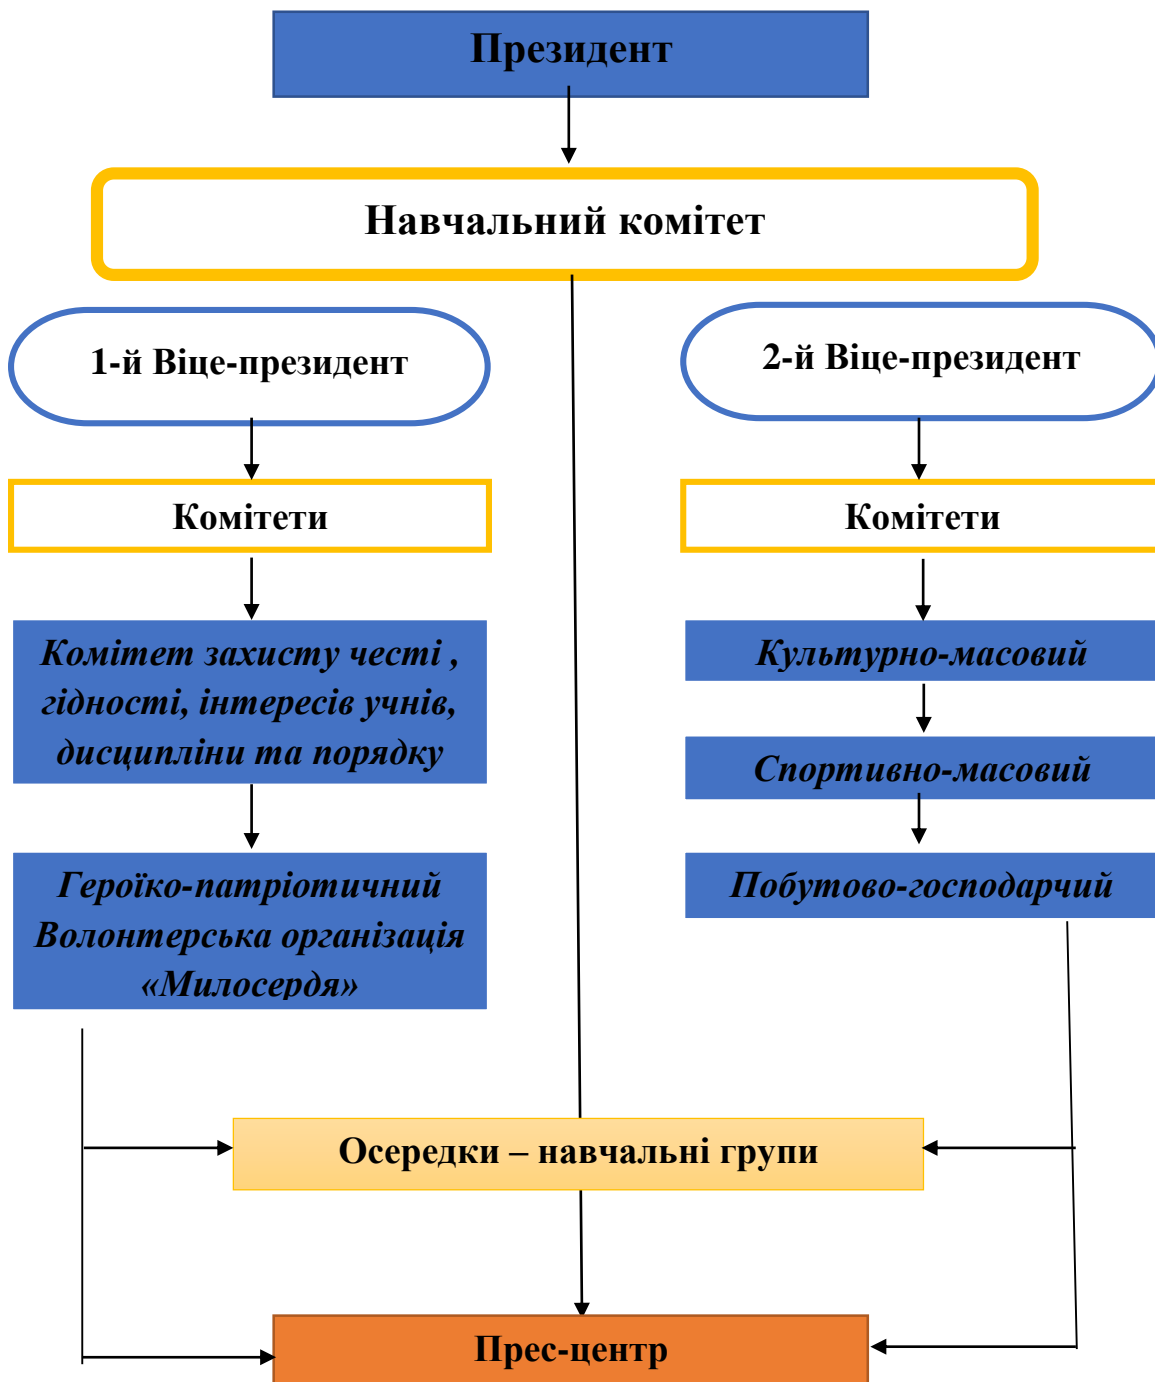 Президент
Навчальний комітет
1-й Віце-президент
2-й Віце-президент
Комітети
Комітети
Комітет захисту честі ,
гідності, інтересів учнів,
дисципліни та порядку
Культурно-масовий
Спортивно-масовий
Героїко-патріотичний
Волонтерська організація
«Милосердя»
Побутово-господарчий
Осередки – навчальні групи
Прес-центр